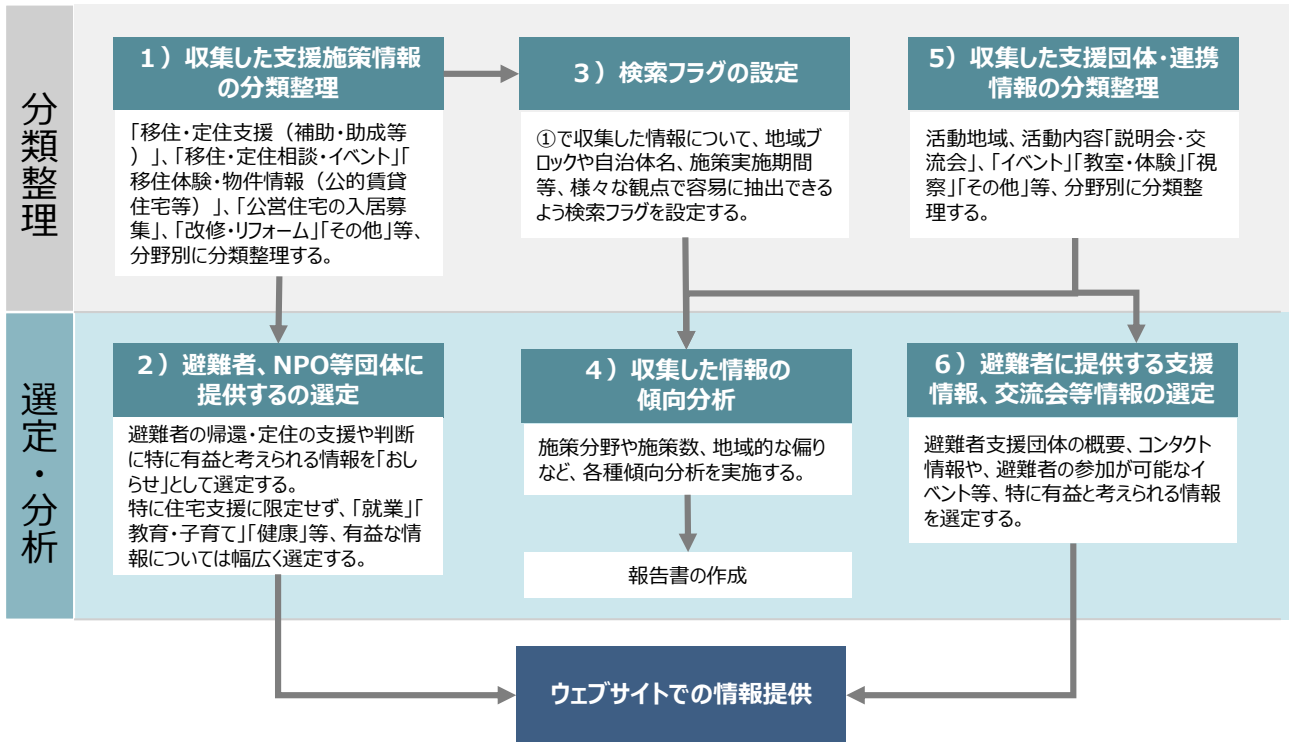 分類整理
1）収集した支援施策情報
の分類整理
「移住・定住支援（補助・助成等
）」、「移住・定住相談・イベント」「
移住体験・物件情報（公的賃貸
住宅等）」、「公営住宅の入居募
集」、「改修・リフォーム」「その他」等、
分野別に分類整理する。
3）検索フラグの設定
①で収集した情報について、地域ブ
ロックや自治体名、施策実施期間
等、様々な観点で容易に抽出できる
よう検索フラグを設定する。
5）収集した支援団体・連携
情報の分類整理
活動地域、活動内容「説明会・交
流会」、「イベント」「教室・体験」「視
察」「その他」等、分野別に分類整
理する。
選定・分析
2）避難者、NPO等団体に
提供するの選定
避難者の帰還・定住の支援や判断
に特に有益と考えられる情報を「おし
らせ」として選定する。
特に住宅支援に限定せず、「就業」「
教育・子育て」「健康」等、有益な情
報については幅広く選定する。
4）収集した情報の
傾向分析
施策分野や施策数、地域的な偏り
など、各種傾向分析を実施する。
報告書の作成
6）避難者に提供する支援
情報、交流会等情報の選定
避難者支援団体の概要、コンタクト
情報や、避難者の参加が可能なイ
ベント等、特に有益と考えられる情報
を選定する。
ウェブサイトでの情報提供